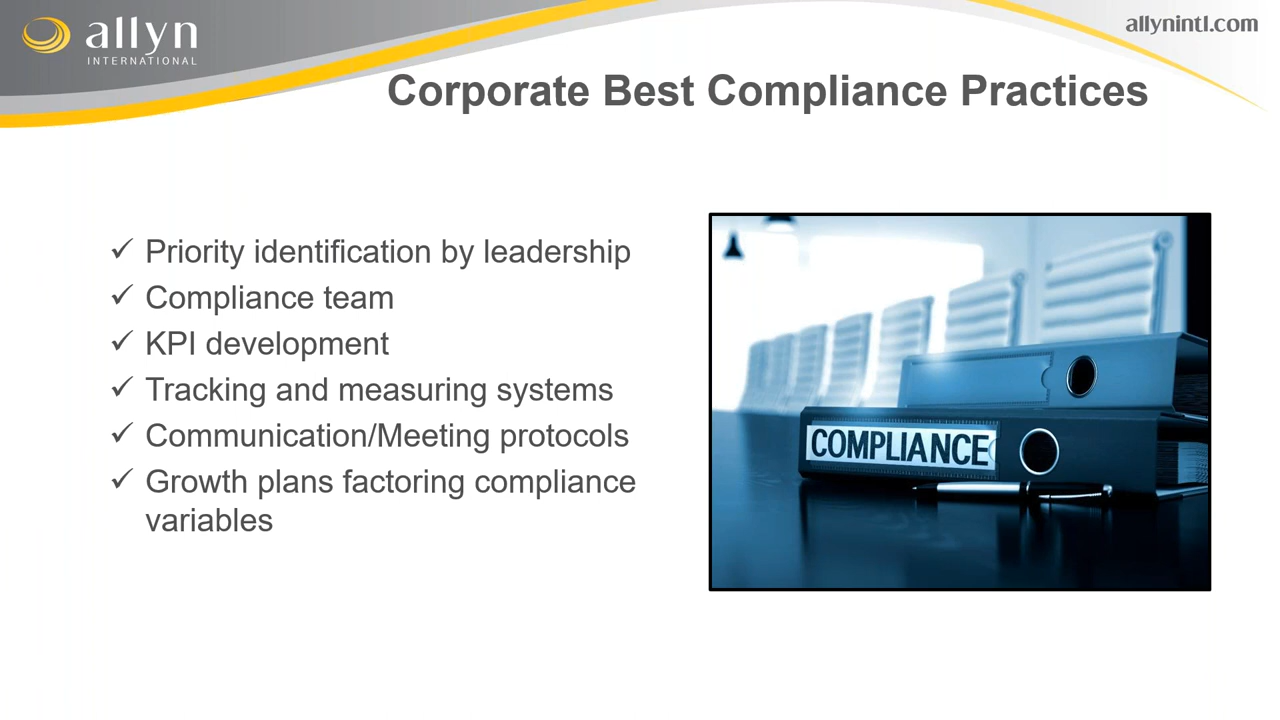 allyn
INTERNATIONAL
allynintl.com
Corporate Best Compliance Practices
✓ Priority identification by leadership
✓ Compliance team
✓ KPI development
✓ Tracking and measuring systems
✓ Communication/Meeting protocols
✓ Growth plans factoring compliance
variables
COMPLIANCE